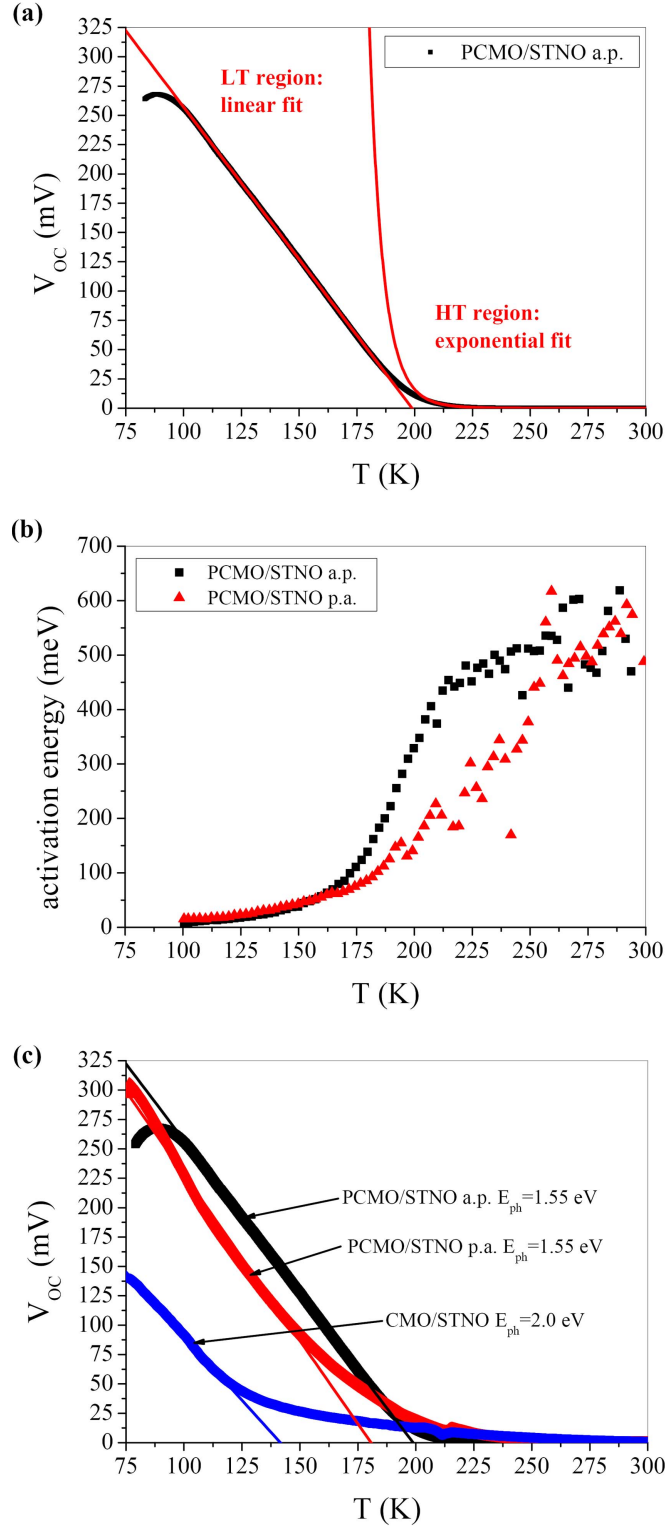 (a)
325
300
275
250
225
200
175
150
125
100
75
50
25
0
V_OC (mV)
PCMO/STNO a.p.
LT region:
linear fit
HT region:
exponential fit
75 100 125 150 175 200 225 250 275 300
T (K)
(b)
700
600
500
400
300
200
100
0
activation energy (meV)
PCMO/STNO a.p.
PCMO/STNO p.a.
75 100 125 150 175 200 225 250 275 300
T (K)
(c)
325
300
275
250
225
200
175
150
125
100
75
50
25
0
V_OC (mV)
PCMO/STNO a.p. E_ph=1.55 eV
PCMO/STNO p.a. E_ph=1.55 eV
CMO/STNO E_ph=2.0 eV
75 100 125 150 175 200 225 250 275 300
T (K)